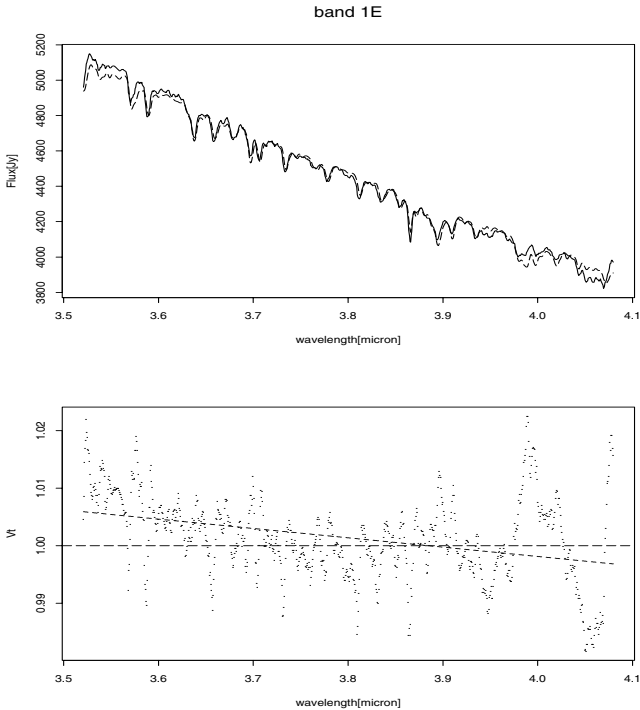 band 1E
5200
5000
4800
4600
4400
4200
4000
3800
Flux[Jy]
3.5 3.6 3.7 3.8 3.9 4.0 4.1
wavelength[micron]
1.02
1.01
1.00
0.99
Vt
3.5 3.6 3.7 3.8 3.9 4.0 4.1
wavelength[micron]